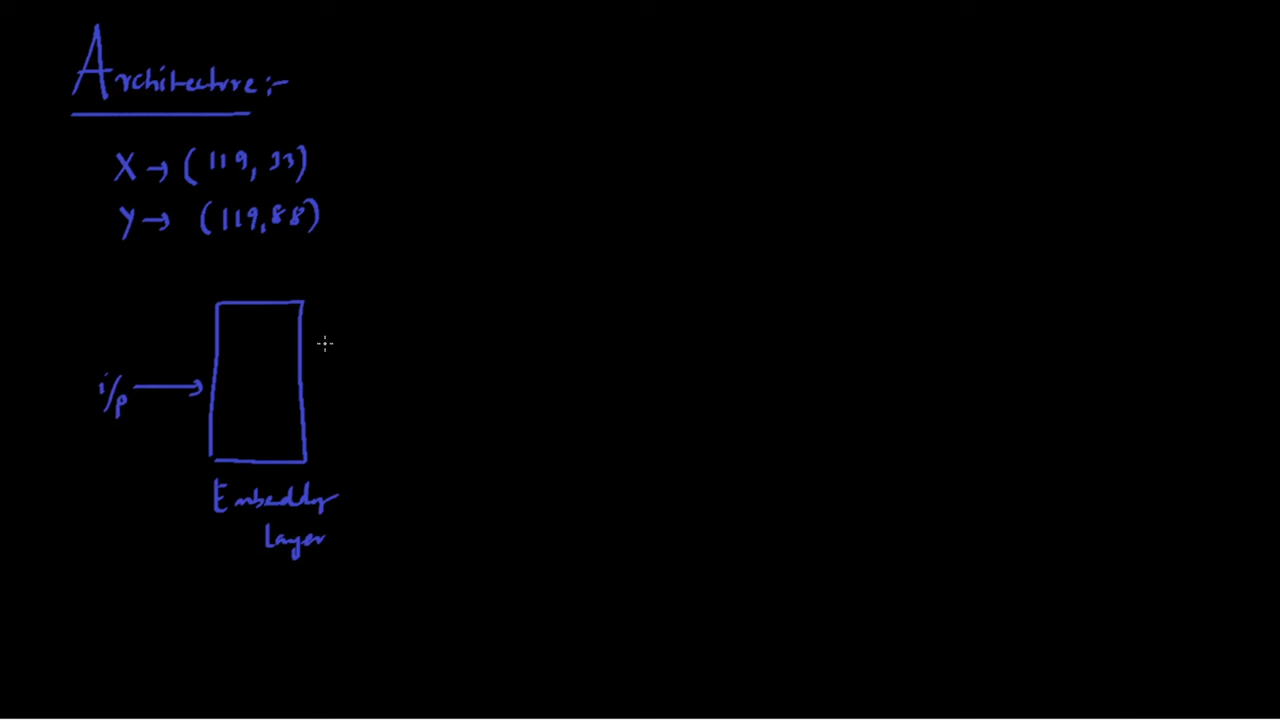 Architecture :-
X → (119, 33)
Y → (119, 88)
i/p →
Embedding
Layer